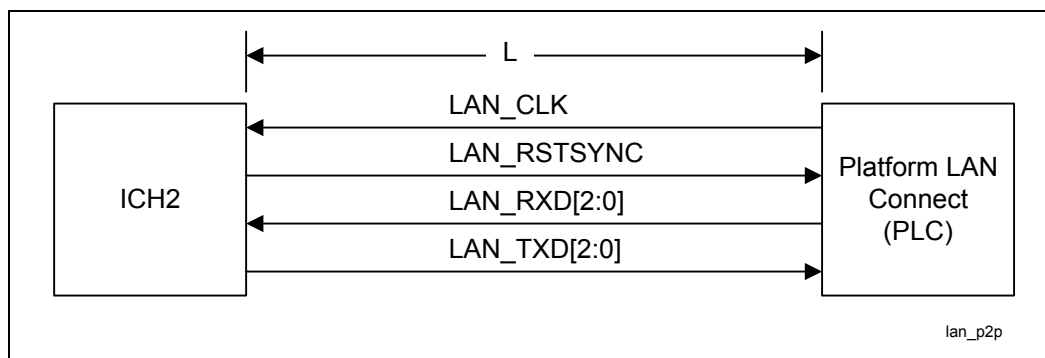 L
LAN_CLK
LAN_RSTSYNC
ICH2
LAN_RXD[2:0]
LAN_TXD[2:0]
Platform LAN
Connect
(PLC)
lan_p2p